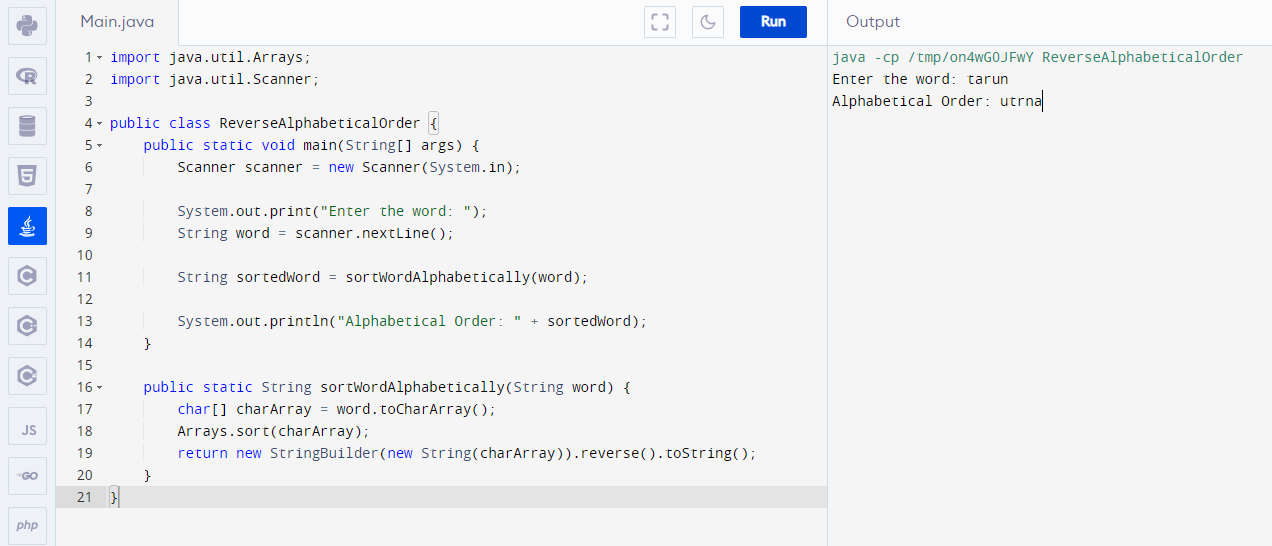 Main.java
Run
Output
1 import java.util.Arrays;
2 import java.util.Scanner;
3
4 public class ReverseAlphabeticalOrder {
5     public static void main(String[] args) {
6         Scanner scanner = new Scanner(System.in);
7
8         System.out.print("Enter the word: ");
9         String word = scanner.nextLine();
10
11         String sortedWord = sortWordAlphabetically(word);
12
13         System.out.println("Alphabetical Order: " + sortedWord);
14     }
15
16     public static String sortWordAlphabetically(String word) {
17         char[] charArray = word.toCharArray();
18         Arrays.sort(charArray);
19         return new StringBuilder(new String(charArray)).reverse().toString();
20     }
21 }
java -cp /tmp/on4wG0JFwY ReverseAlphabeticalOrder
Enter the word: tarun
Alphabetical Order: utrna
R
5
C
C
C
JS
GO
php